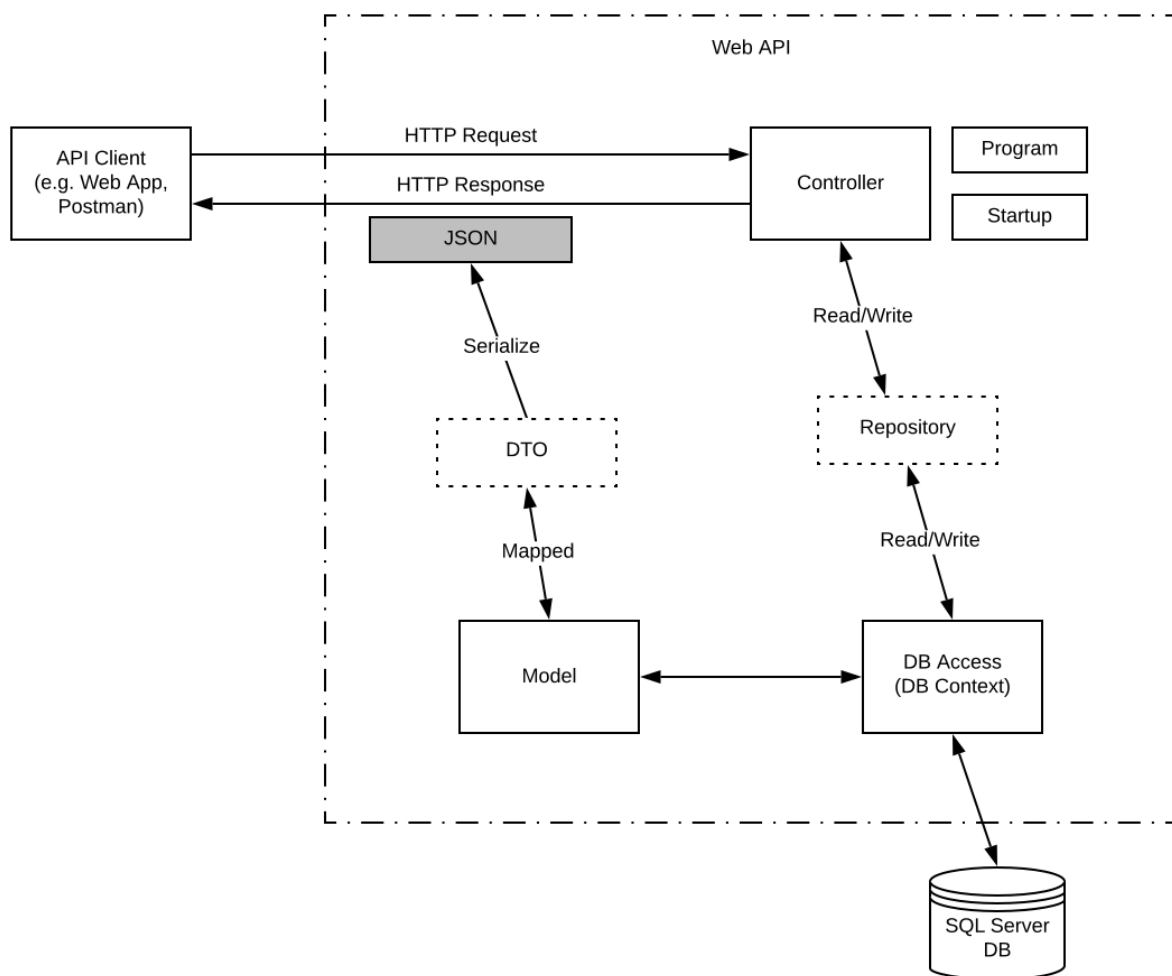 Web API
HTTP Request
API Client
(e.g. Web App,
Postman)
Controller
Program
HTTP Response
Startup
JSON
Read/Write
Serialize
Repository
DTO
Read/Write
Mapped
Model
DB Access
(DB Context)
SQL Server
DB